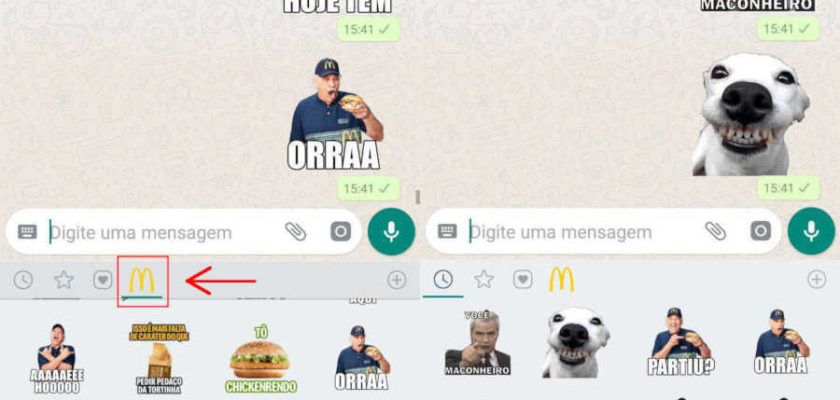 HOJE TEM
15:41
ORRAA
15:41
Digite uma mensagem
AQUI
AAAAAEEE
HOOOOO
ISSO É MAIS FALTA
DE CARÁTER DO QUE
PEDIR PEDAÇO
DA TORTINHA
TÔ
CHICKENRENDO
ORRAA
MACONHEIRO
15:41
15:41
Digite uma mensagem
VOCÊ
MACONHEIRO
PARTIU?
ORRAA